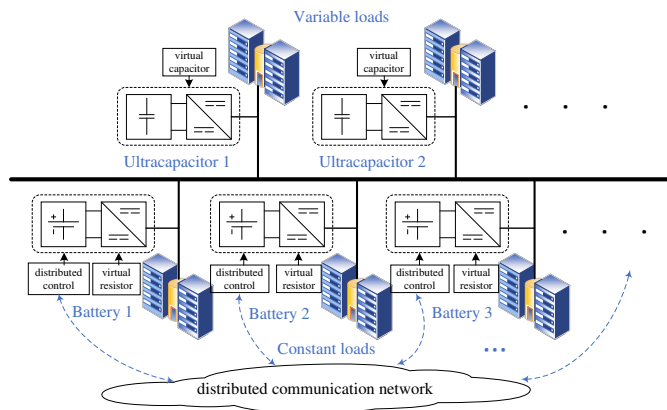 Variable loads
virtual
capacitor
virtual
capacitor
Ultracapacitor 1
Ultracapacitor 2
distributed
control
virtual
resistor
distributed
control
virtual
resistor
distributed
control
virtual
resistor
Battery 1
Battery 2
Battery 3
Constant loads
distributed communication network